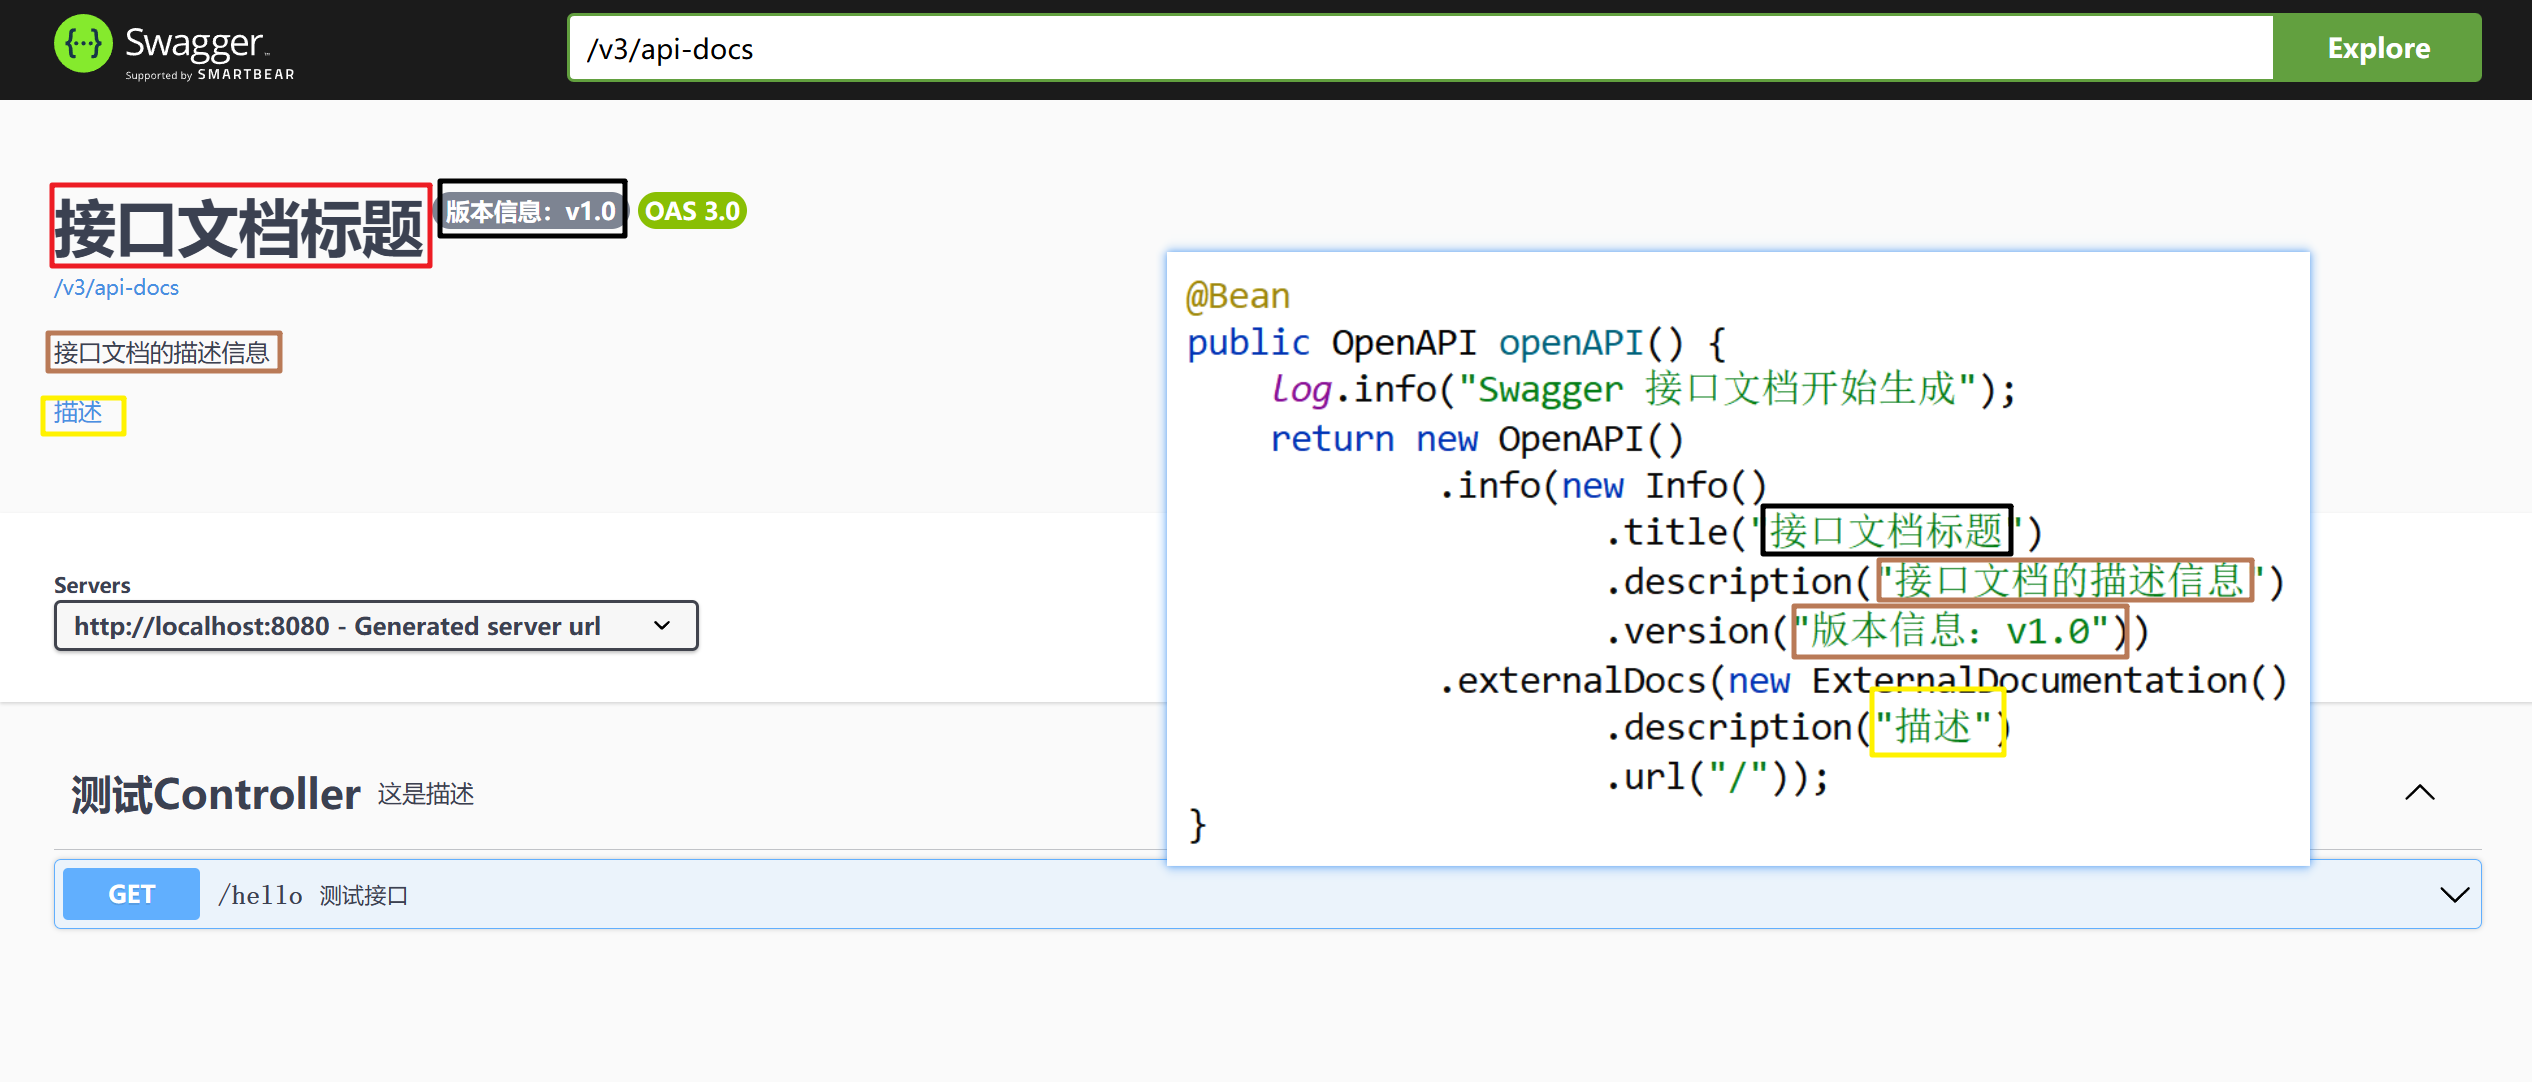 Swagger™
Supported by SMARTBEAR
/v3/api-docs
Explore
接口文档标题
版本信息：v1.0
OAS 3.0
/v3/api-docs
接口文档的描述信息
描述
Servers
http://localhost:8080 - Generated server url
测试Controller 这是描述
GET /hello 测试接口
@Bean
public OpenAPI openAPI() {
log.info("Swagger 接口文档开始生成");
return new OpenAPI()
.info(new Info()
.title("接口文档标题")
.description("接口文档的描述信息")
.version("版本信息：v1.0"))
.externalDocs(new ExternalDocumentation()
.description("描述")
.url("/"));
}